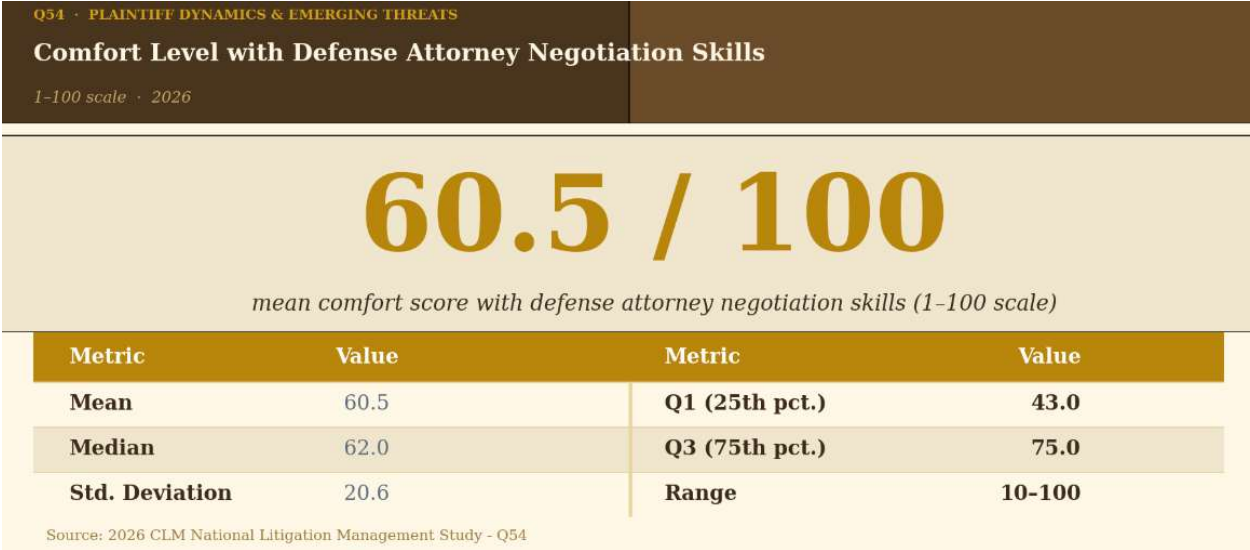 Q54 · PLAINTIFF DYNAMICS & EMERGING THREATS
Comfort Level with Defense Attorney Negotiation Skills
1–100 scale · 2026
60.5 / 100
mean comfort score with defense attorney negotiation skills (1–100 scale)
Metric Value Metric Value
Mean 60.5 Q1 (25th pct.) 43.0
Median 62.0 Q3 (75th pct.) 75.0
Std. Deviation 20.6 Range 10–100
Source: 2026 CLM National Litigation Management Study - Q54